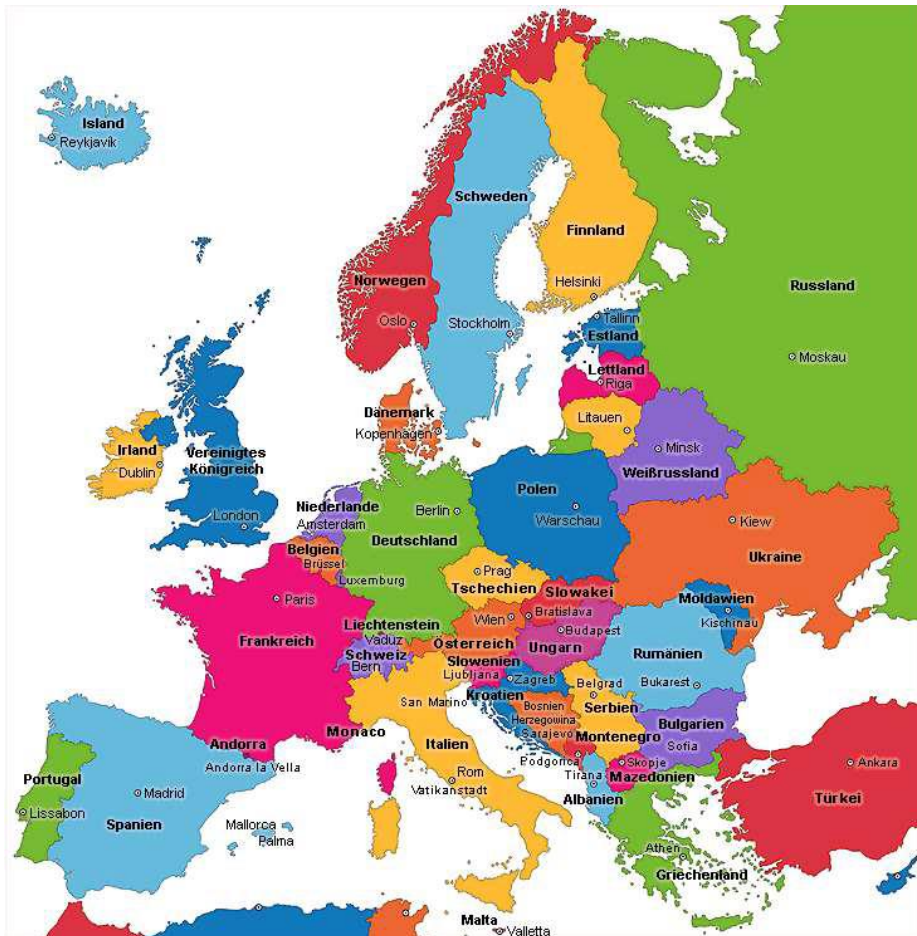 Island
Reykjavík
Schweden
Finnland
Norwegen
Helsinki
Russland
Oslo
Stockholm
Tallinn
Estland
Moskau
Lettland
Riga
Dänemark
Kopenhagen
Litauen
Irland
Dublin
Vereinigtes
Königreich
Minsk
Weißrussland
London
Niederlande
Amsterdam
Berlin
Deutschland
Polen
Warschau
Kiew
Ukraine
Belgien
Brüssel
Luxemburg
Prag
Tschechien
Slowakei
Bratislava
Moldawien
Kischinau
Paris
Frankreich
Liechtenstein
Vaduz
Schweiz
Bern
Wien
Österreich
Budapest
Ungarn
Rumänien
Bukarest
Slowenien
Ljubljana
Zagreb
Kroatien
Belgrad
Serbien
San Marino
Bosnien
Herzegowina
Sarajevo
Montenegro
Bulgarien
Sofia
Monaco
Italien
Andorra
Andorra la Vella
Podgorica
Skopje
Mazedonien
Tirana
Albanien
Rom
Vatikanstadt
Ankara
Türkei
Portugal
Lissabon
Madrid
Spanien
Mallorca
Palma
Athen
Griechenland
Malta
Valletta